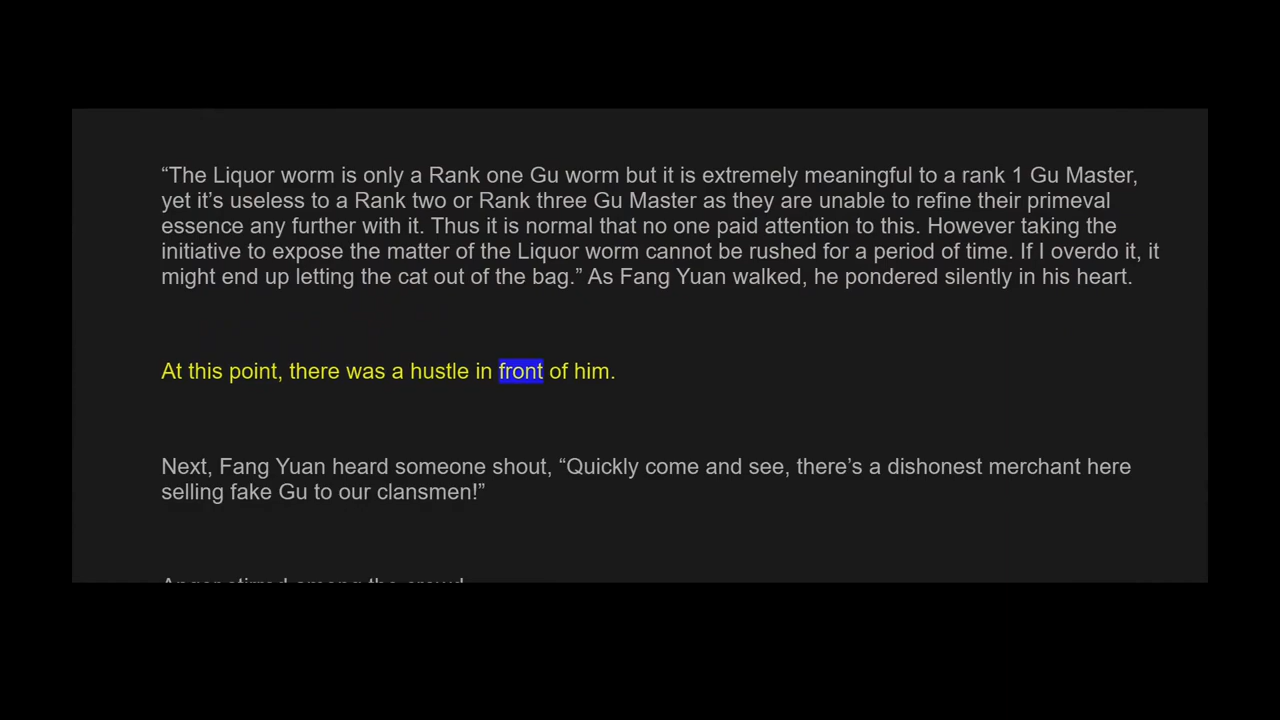 “The Liquor worm is only a Rank one Gu worm but it is extremely meaningful to a rank 1 Gu Master,
yet it’s useless to a Rank two or Rank three Gu Master as they are unable to refine their primeval
essence any further with it. Thus it is normal that no one paid attention to this. However taking the
initiative to expose the matter of the Liquor worm cannot be rushed for a period of time. If I overdo it, it
might end up letting the cat out of the bag.” As Fang Yuan walked, he pondered silently in his heart.
At this point, there was a hustle in front of him.
Next, Fang Yuan heard someone shout, “Quickly come and see, there’s a dishonest merchant here
selling fake Gu to our clansmen!”
Anger stirred among the crowd